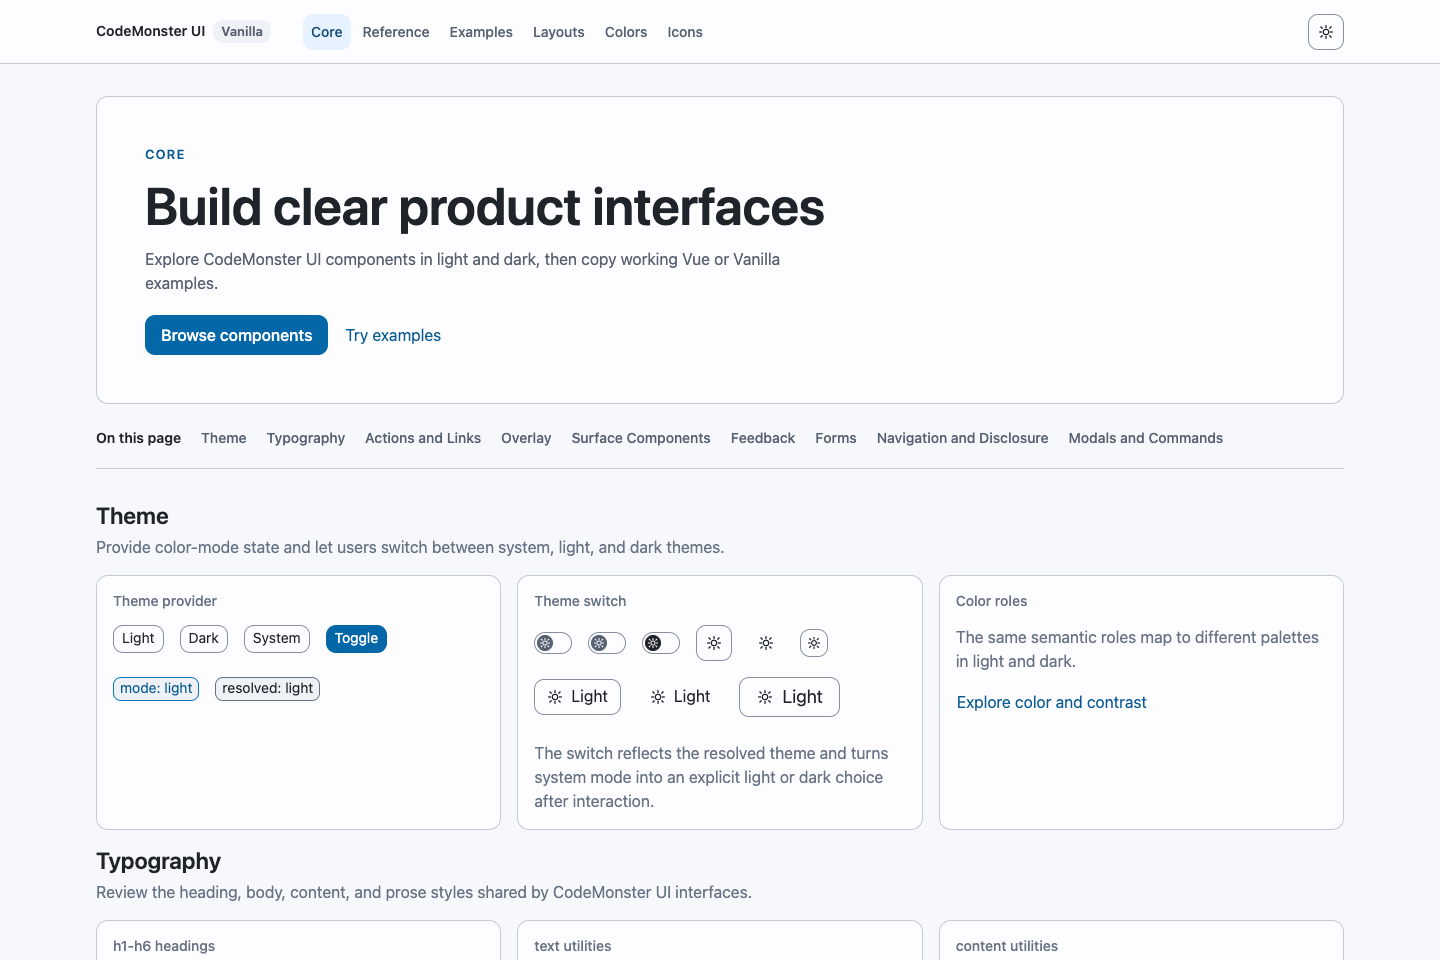 CodeMonster UI Vanilla Core Reference Examples Layouts Colors Icons
CORE
Build clear product interfaces
Explore CodeMonster UI components in light and dark, then copy working Vue or Vanilla
examples.
Browse components Try examples
On this page Theme Typography Actions and Links Overlay Surface Components Feedback Forms Navigation and Disclosure Modals and Commands
Theme
Provide color-mode state and let users switch between system, light, and dark themes.
Theme provider
Light Dark System Toggle
mode: light resolved: light
Theme switch
Light Light Light
The switch reflects the resolved theme and turns
system mode into an explicit light or dark choice
after interaction.
Color roles
The same semantic roles map to different palettes
in light and dark.
Explore color and contrast
Typography
Review the heading, body, content, and prose styles shared by CodeMonster UI interfaces.
h1-h6 headings
text utilities
content utilities